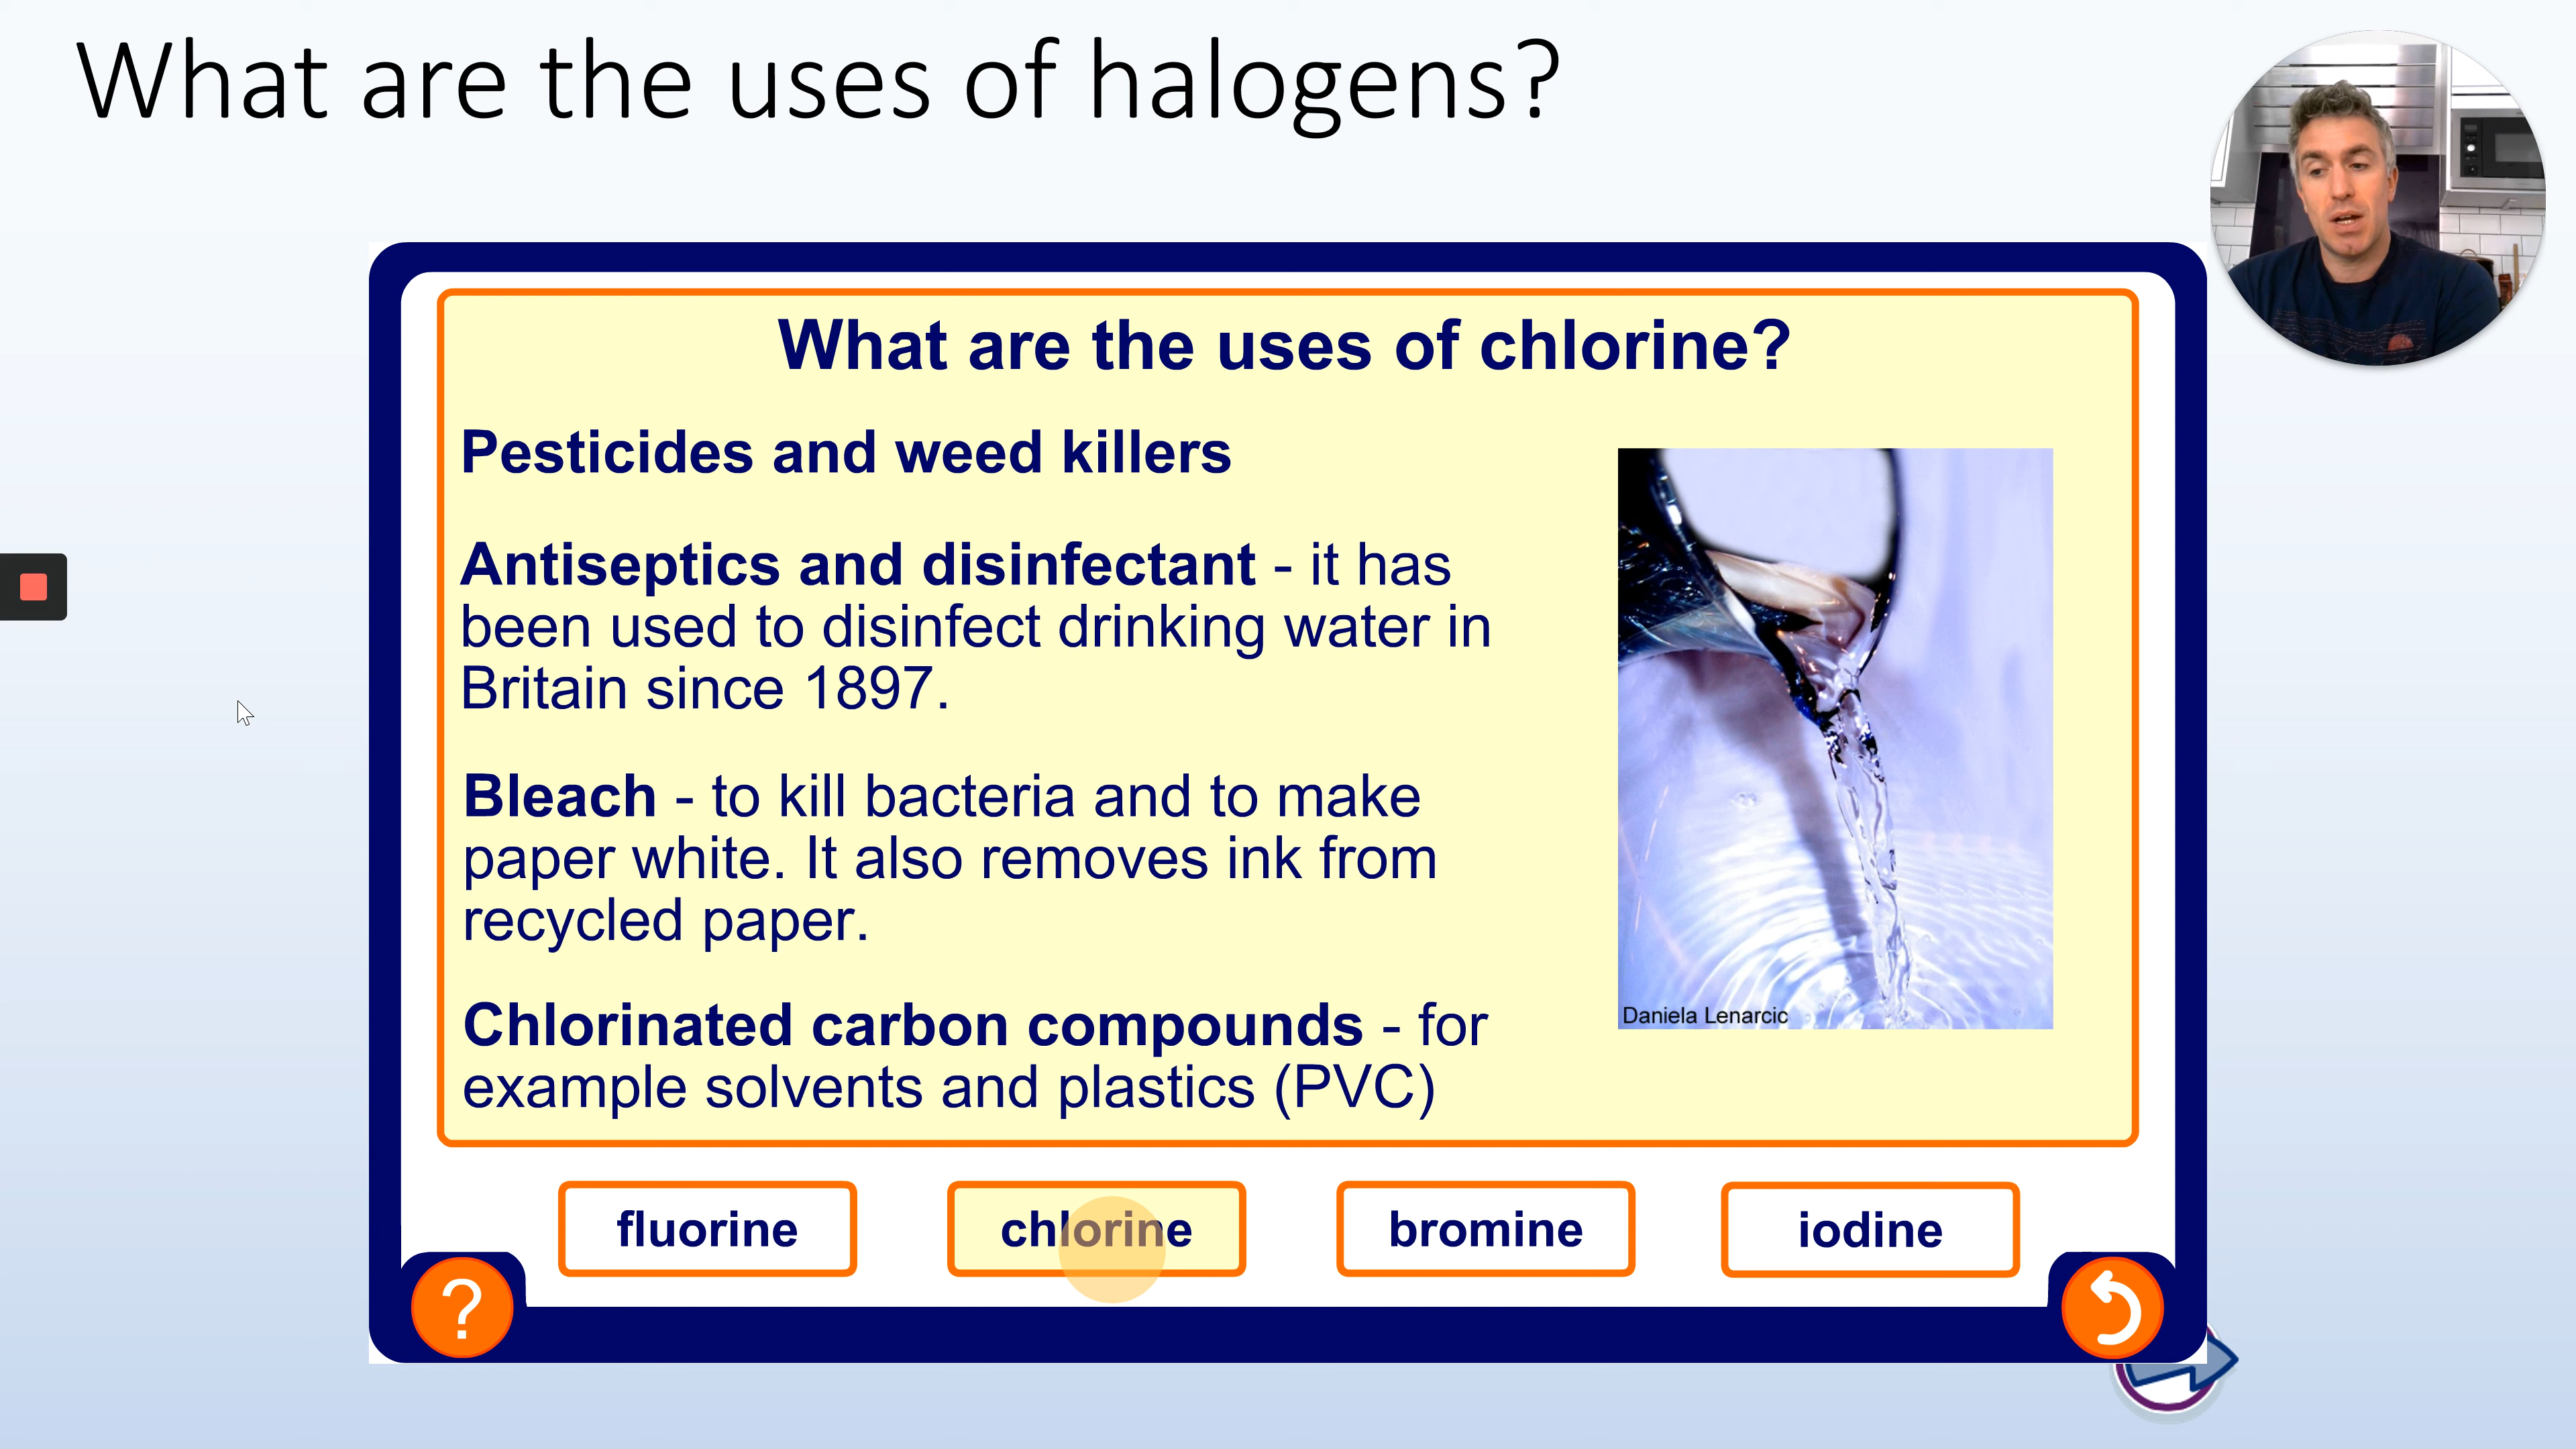 What are the uses of halogens?
What are the uses of chlorine?
Pesticides and weed killers
Antiseptics and disinfectant - it has
been used to disinfect drinking water in
Britain since 1897.
Bleach - to kill bacteria and to make
paper white. It also removes ink from
recycled paper.
Chlorinated carbon compounds - for
example solvents and plastics (PVC)
Daniela Lenarcic
fluorine
chlorine
bromine
iodine
?